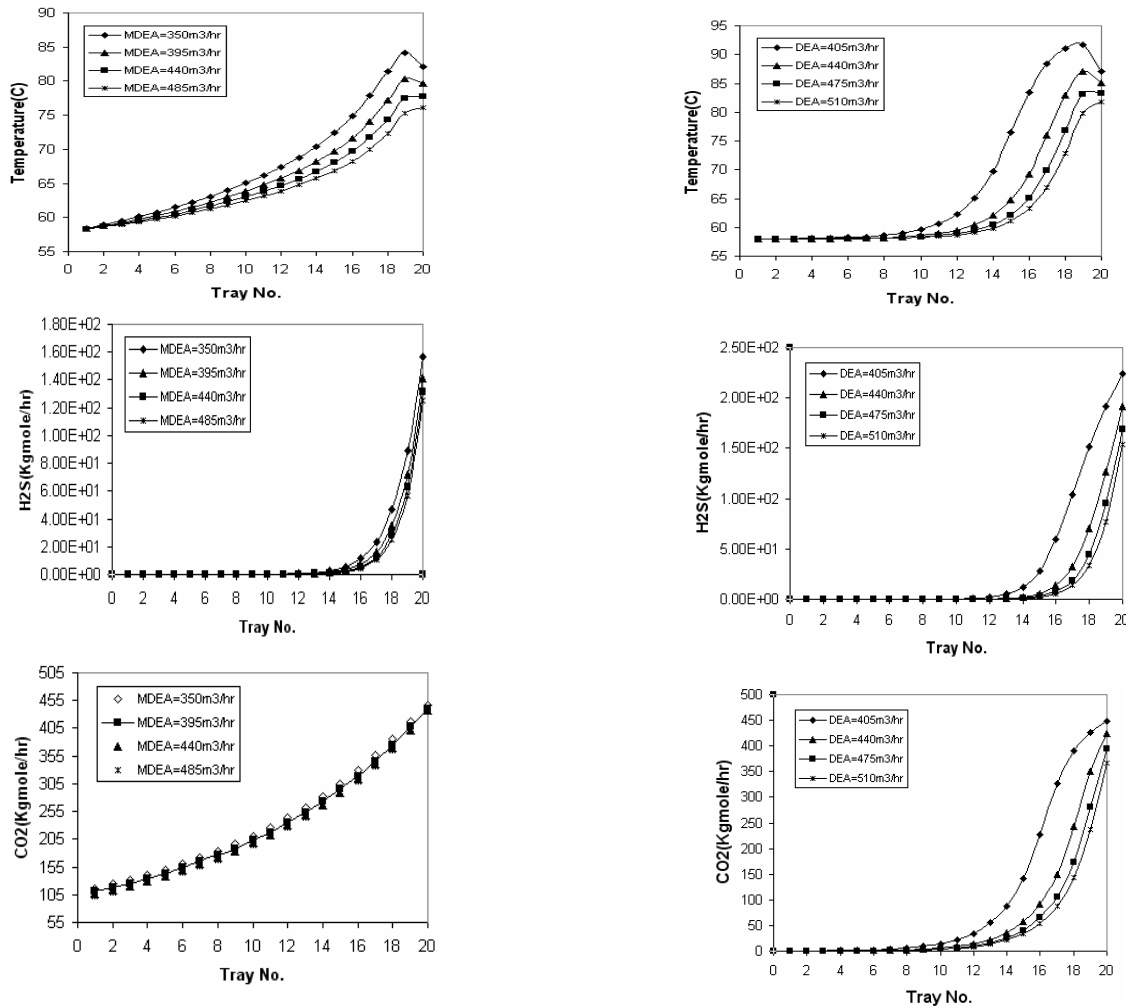 MDEA=350m3/hr
MDEA=395m3/hr
MDEA=440m3/hr
MDEA=485m3/hr
Temperature(C)
90
85
80
75
70
65
60
55
0 2 4 6 8 10 12 14 16 18 20
Tray No.
DEA=405m3/hr
DEA=440m3/hr
DEA=475m3/hr
DEA=510m3/hr
Temperature(C)
95
90
85
80
75
70
65
60
55
0 2 4 6 8 10 12 14 16 18 20
Tray No.
MDEA=350m3/hr
MDEA=395m3/hr
MDEA=440m3/hr
MDEA=485m3/hr
H2S(Kgmole/hr)
1.80E+02
1.60E+02
1.40E+02
1.20E+02
1.00E+02
8.00E+01
6.00E+01
4.00E+01
2.00E+01
0.00E+00
0 2 4 6 8 10 12 14 16 18 20
Tray No.
DEA=405m3/hr
DEA=440m3/hr
DEA=475m3/hr
DEA=510m3/hr
H2S(Kgmole/hr)
2.50E+02
2.00E+02
1.50E+02
1.00E+02
5.00E+01
0.00E+00
0 2 4 6 8 10 12 14 16 18 20
Tray No.
MDEA=350m3/hr
MDEA=395m3/hr
MDEA=440m3/hr
MDEA=485m3/hr
CO2(Kgmole/hr)
505
455
405
355
305
255
205
155
105
55
0 2 4 6 8 10 12 14 16 18 20
Tray No.
DEA=405m3/hr
DEA=440m3/hr
DEA=475m3/hr
DEA=510m3/hr
CO2(Kgmole/hr)
500
450
400
350
300
250
200
150
100
50
0
0 2 4 6 8 10 12 14 16 18 20
Tray No.